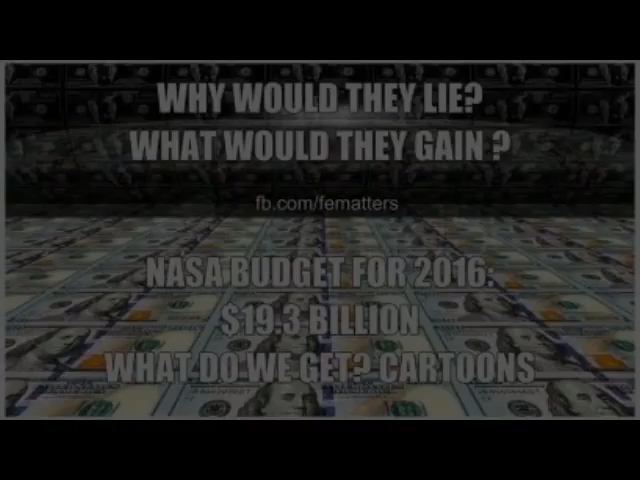 WHY WOULD THEY LIE?
WHAT WOULD THEY GAIN ?
fb.com/fematters
NASA BUDGET FOR 2016:
$19.3 BILLION
WHAT DO WE GET? CARTOONS